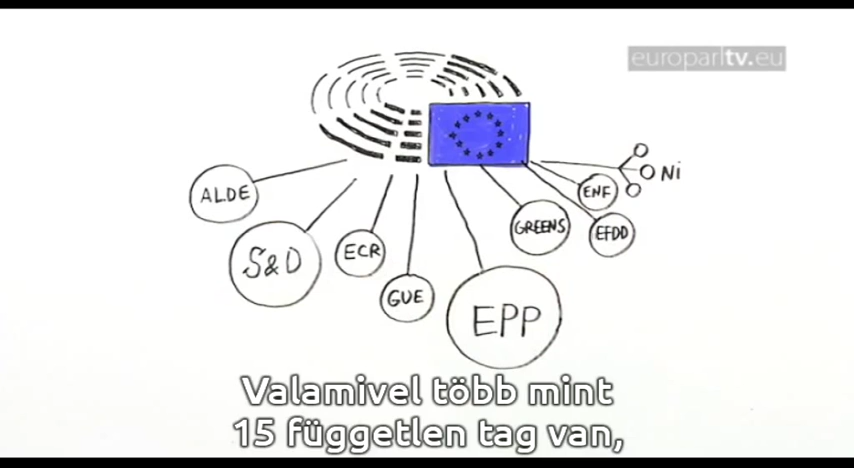 europarltv.eu
ALDE
S&D
ECR
GUE
EPP
GREENS
EFDD
ENF
Ni
Valamivel több mint
15 független tag van,